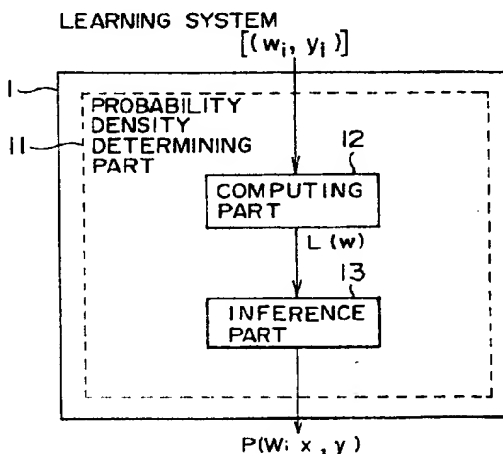 LEARNING SYSTEM
[(wi, yi)]
1
PROBABILITY
DENSITY
11
DETERMINING
PART
12
COMPUTING
PART
L (w)
13
INFERENCE
PART
P(W; x, y)